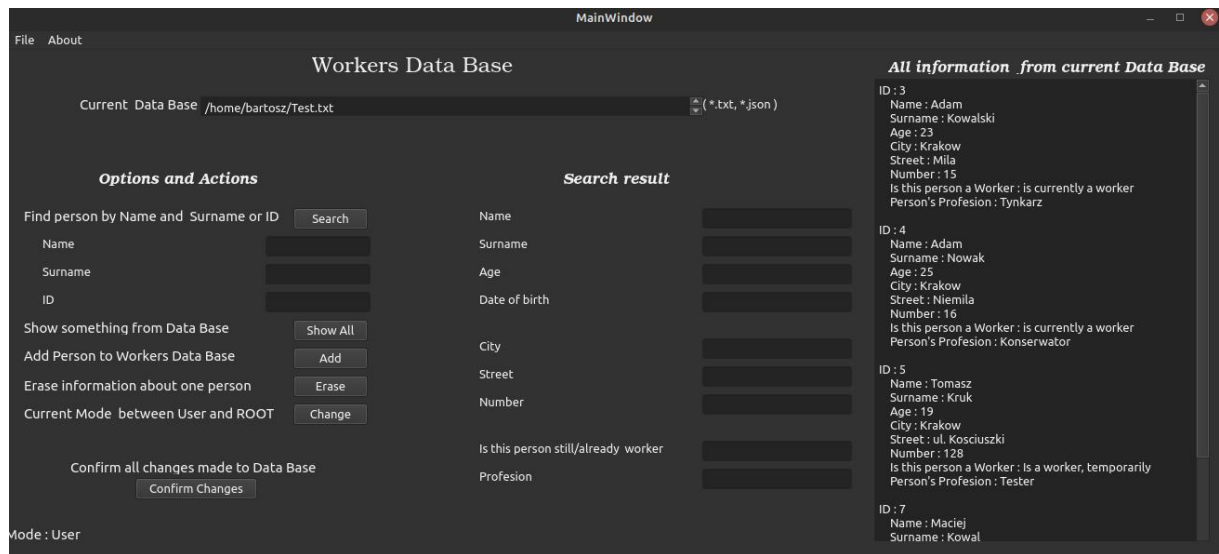 MainWindow
File About
Workers Data Base
Current Data Base /home/bartosz/Test.txt ( *.txt, *.json )
Options and Actions
Find person by Name and Surname or ID Search
Name
Surname
ID
Show something from Data Base Show All
Add Person to Workers Data Base Add
Erase information about one person Erase
Current Mode between User and ROOT Change
Confirm all changes made to Data Base
Confirm Changes
Mode : User
Search result
Name
Surname
Age
Date of birth
City
Street
Number
Is this person still/already worker
Profesion
All information from current Data Base
ID : 3
Name : Adam
Surname : Kowalski
Age : 23
City : Krakow
Street : Mila
Number : 15
Is this person a Worker : is currently a worker
Person's Profesion : Tynkarz
ID : 4
Name : Adam
Surname : Nowak
Age : 25
City : Krakow
Street : Niemila
Number : 16
Is this person a Worker : is currently a worker
Person's Profesion : Konserwator
ID : 5
Name : Tomasz
Surname : Kruk
Age : 19
City : Krakow
Street : ul. Kosciuszki
Number : 128
Is this person a Worker : Is a worker, temporarily
Person's Profesion : Tester
ID : 7
Name : Maciej
Surname : Kowal